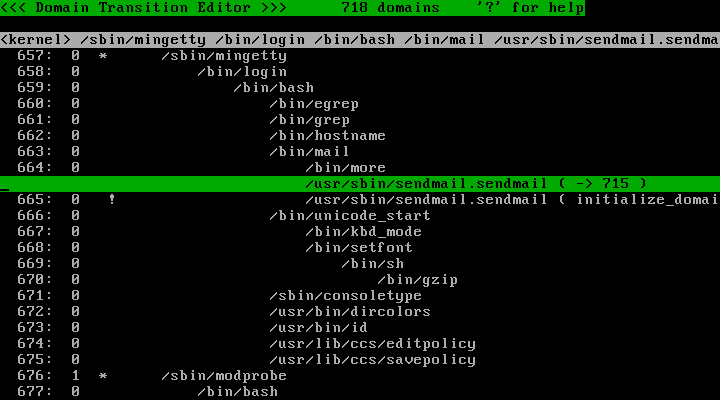 <<< Domain Transition Editor >>>      718 domains    '?' for help
<kernel> /sbin/mingetty /bin/login /bin/bash /bin/mail /usr/sbin/sendmail.sendma
657:  0  *      /sbin/mingetty
658:  0             /bin/login
659:  0                 /bin/bash
660:  0                     /bin/egrep
661:  0                     /bin/grep
662:  0                     /bin/hostname
663:  0                     /bin/mail
664:  0                         /bin/more
/usr/sbin/sendmail.sendmail ( -> 715 )
665:  0   !                     /usr/sbin/sendmail.sendmail ( initialize_domai
666:  0                     /bin/unicode_start
667:  0                         /bin/kbd_mode
668:  0                         /bin/setfont
669:  0                             /bin/sh
670:  0                                 /bin/gzip
671:  0                     /sbin/consoletype
672:  0                     /usr/bin/dircolors
673:  0                     /usr/bin/id
674:  0                     /usr/lib/ccs/editpolicy
675:  0                     /usr/lib/ccs/savepolicy
676:  1  *      /sbin/modprobe
677:  0             /bin/bash